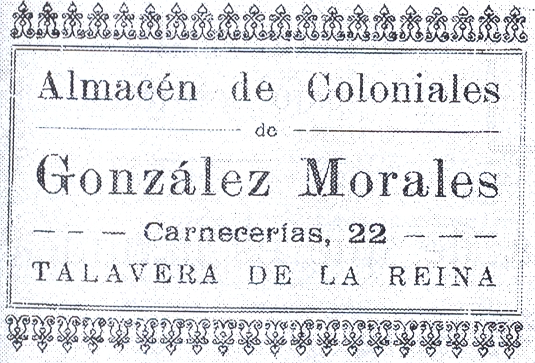 Almacén de Coloniales
de
González Morales
Carnecerías, 22
TALAVERA DE LA REINA